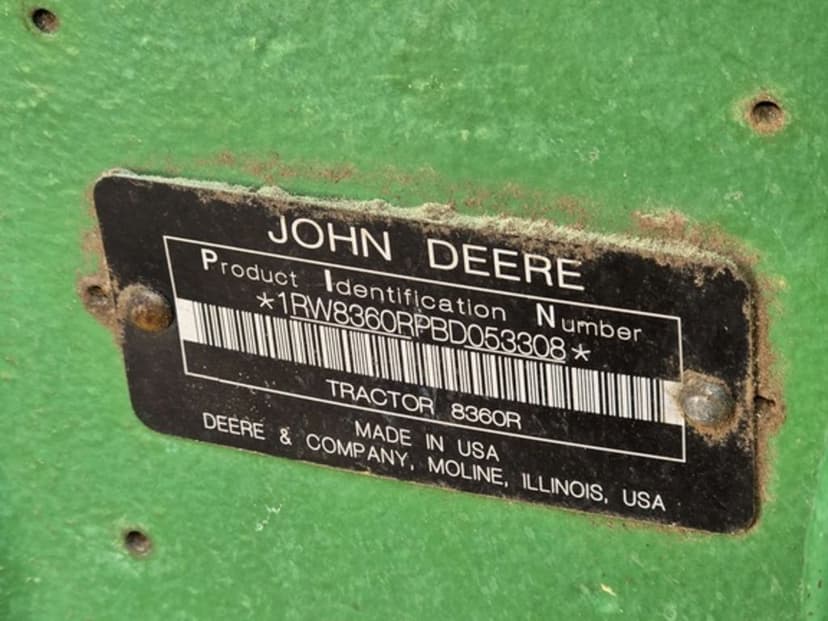 JOHN DEERE
Product Identification Number
*1RW8360RPBD053308*
TRACTOR 8360R
MADE IN USA
DEERE & COMPANY, MOLINE, ILLINOIS, USA